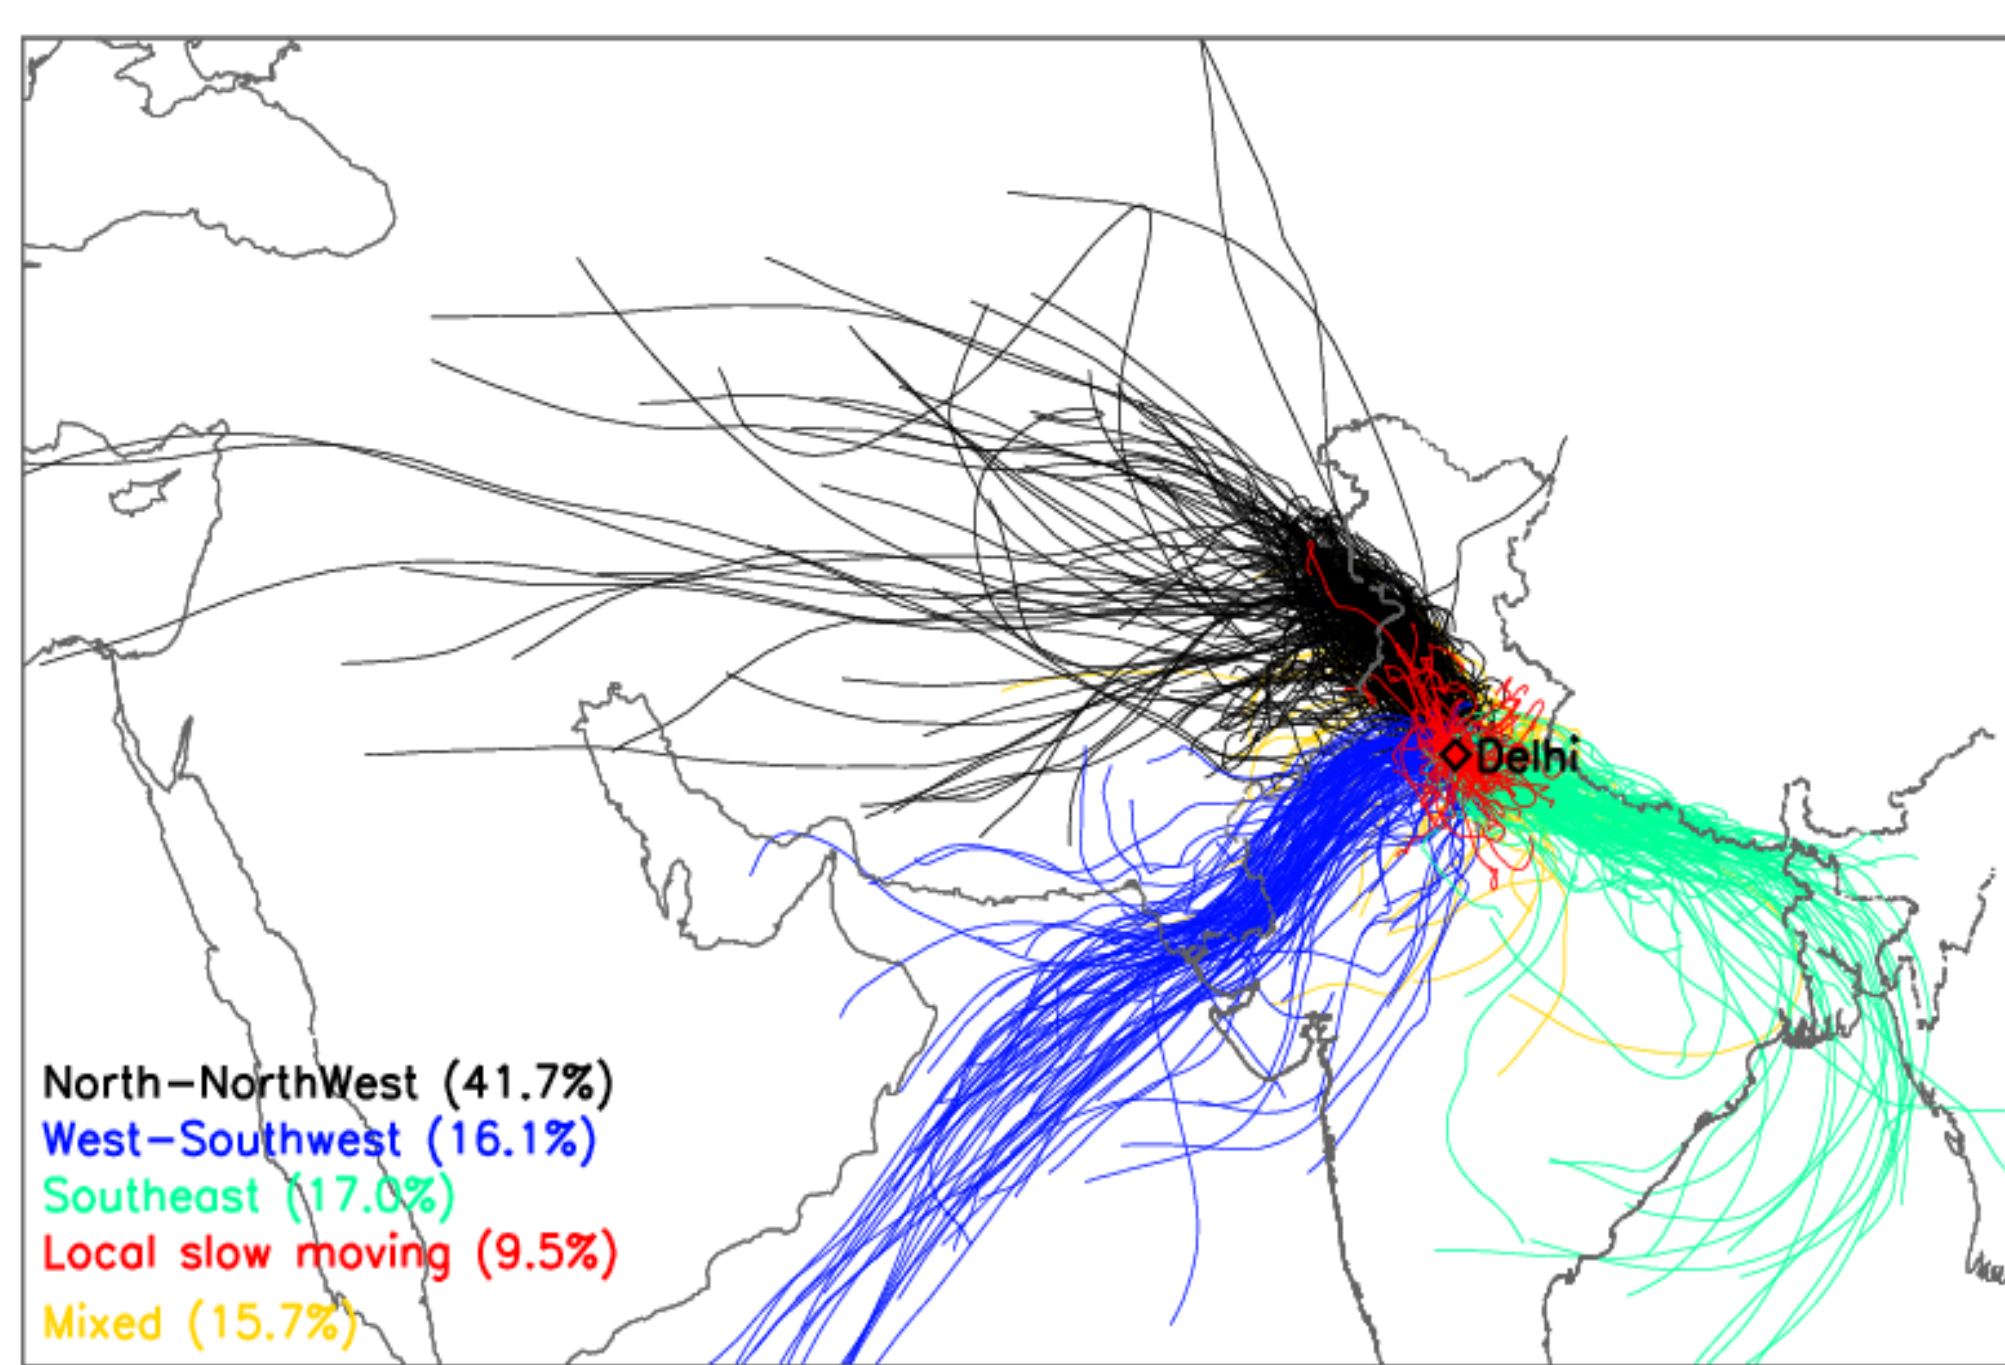 Delhi
North-NorthWest (41.7%)
West-Southwest (16.1%)
Southeast (17.0%)
Local slow moving (9.5%)
Mixed (15.7%)